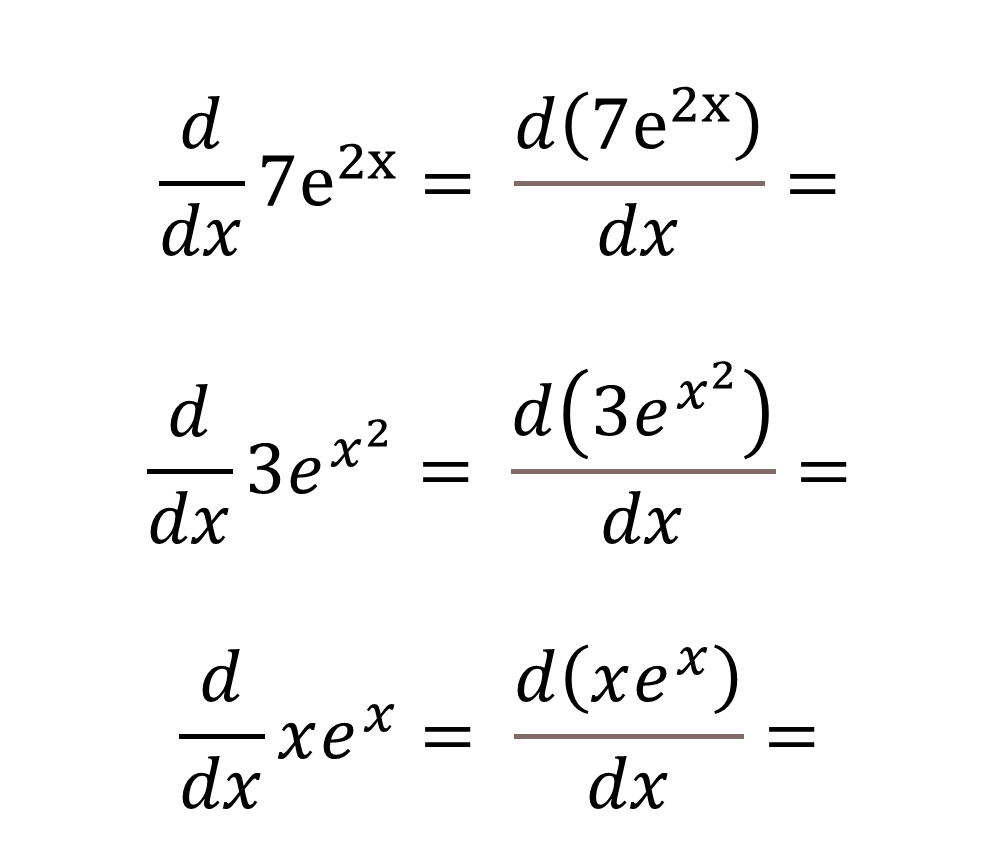 d/dx 7e^{2x} = d(7e^{2x})/dx =
d/dx 3e^{x^2} = d(3e^{x^2})/dx =
d/dx xe^x = d(xe^x)/dx =